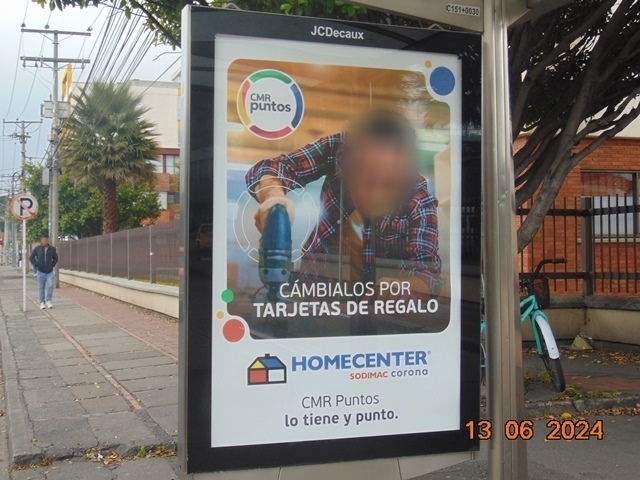 C151+0030
JCDecaux
CMR
puntos
CÁMBIALOS POR
TARJETAS DE REGALO
HOMECENTER
SODIMAC corona
CMR Puntos
lo tiene y punto.
P
13 06 2024